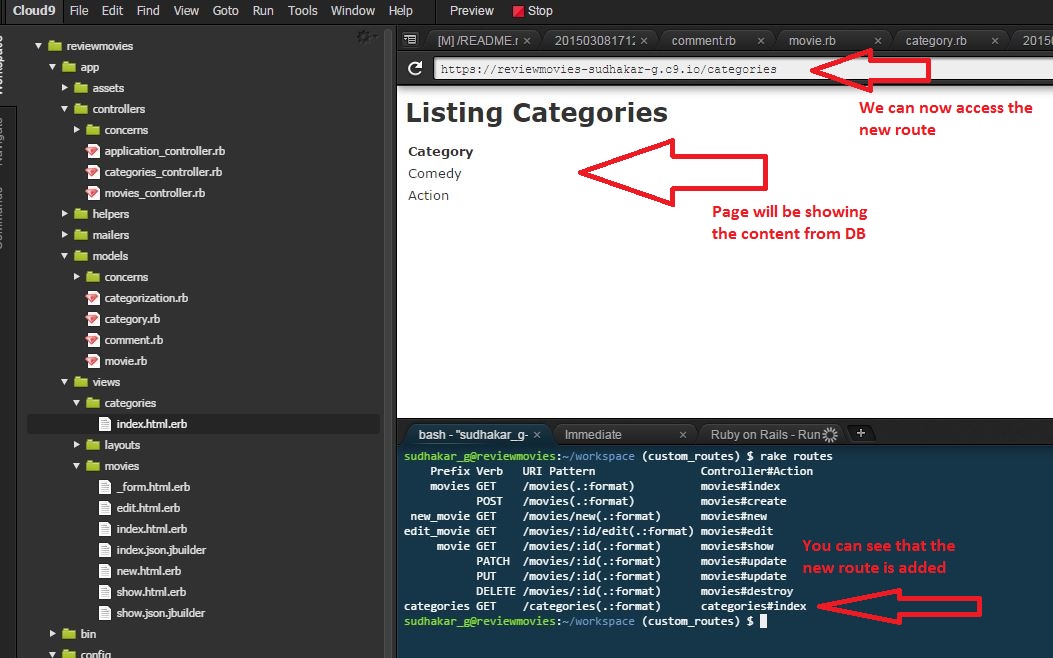 Cloud9 File Edit Find View Goto Run Tools Window Help Preview Stop
reviewmovies
app
assets
controllers
concerns
application_controller.rb
categories_controller.rb
movies_controller.rb
helpers
mailers
models
concerns
categorization.rb
category.rb
comment.rb
movie.rb
views
categories
index.html.erb
layouts
movies
_form.html.erb
edit.html.erb
index.html.erb
index.json.jbuilder
new.html.erb
show.html.erb
show.json.jbuilder
bin
config
[M] /README.r 201503081712 comment.rb movie.rb category.rb 20150
https://reviewmovies-sudhakar-g.c9.io/categories
We can now access the
new route
Listing Categories
Category
Comedy
Action
Page will be showing
the content from DB
bash - "sudhakar_g- Immediate Ruby on Rails - Run
sudhakar_g@reviewmovies:~/workspace (custom_routes) $ rake routes
Prefix Verb URI Pattern Controller#Action
movies GET /movies(.:format) movies#index
POST /movies(.:format) movies#create
new_movie GET /movies/new(.:format) movies#new
edit_movie GET /movies/:id/edit(.:format) movies#edit
movie GET /movies/:id(.:format) movies#show
PATCH /movies/:id(.:format) movies#update
PUT /movies/:id(.:format) movies#update
DELETE /movies/:id(.:format) movies#destroy
categories GET /categories(.:format) categories#index
sudhakar_g@reviewmovies:~/workspace (custom_routes) $
You can see that the
new route is added